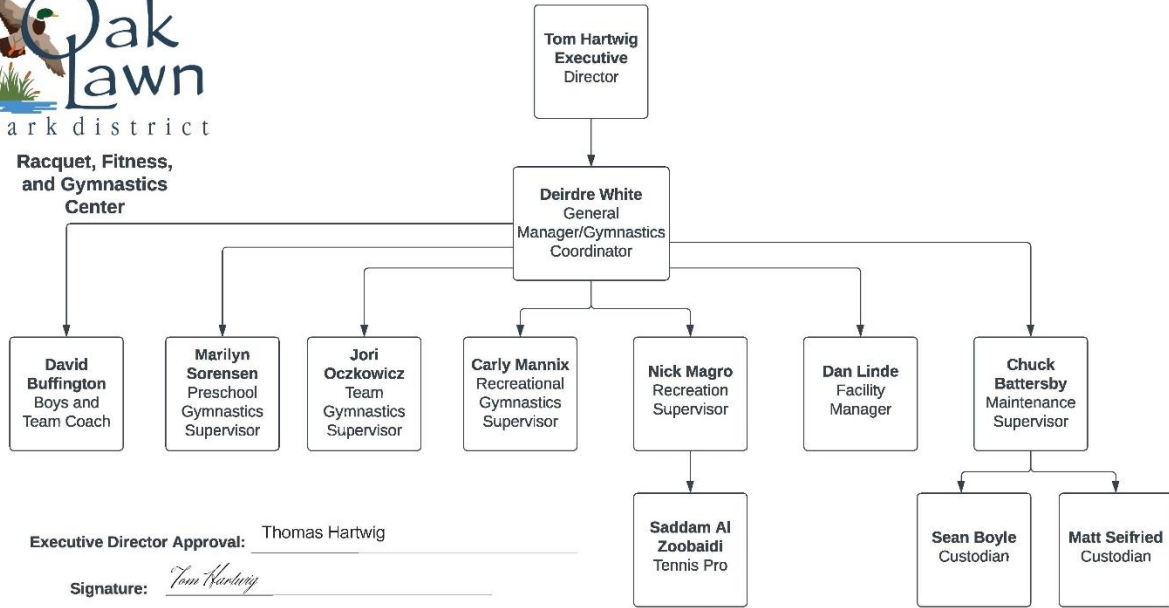 Oak
Lawn
ark district
Racquet, Fitness,
and Gymnastics
Center
Tom Hartwig
Executive
Director
Deirdre White
General
Manager/Gymnastics
Coordinator
David
Buffington
Boys and
Team Coach
Marilyn
Sorensen
Preschool
Gymnastics
Supervisor
Jori
Oczkowicz
Team
Gymnastics
Supervisor
Carly Mannix
Recreational
Gymnastics
Supervisor
Nick Magro
Recreation
Supervisor
Dan Linde
Facility
Manager
Chuck
Battersby
Maintenance
Supervisor
Saddam Al
Zoobaidi
Tennis Pro
Sean Boyle
Custodian
Matt Seifried
Custodian
Executive Director Approval: Thomas Hartwig
Signature: Tom Hartwig